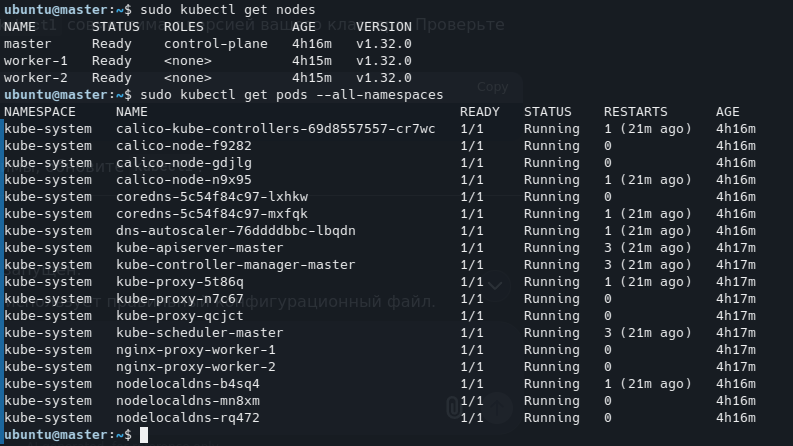 ubuntu@master:~$ sudo kubectl get nodes
NAME STATUS ROLES AGE VERSION
master Ready control-plane 4h16m v1.32.0
worker-1 Ready <none> 4h15m v1.32.0
worker-2 Ready <none> 4h15m v1.32.0
ubuntu@master:~$ sudo kubectl get pods --all-namespaces
NAMESPACE NAME READY STATUS RESTARTS AGE
kube-system calico-kube-controllers-69d8557557-cr7wc 1/1 Running 1 (21m ago) 4h16m
kube-system calico-node-f9282 1/1 Running 0 4h16m
kube-system calico-node-gdjlg 1/1 Running 0 4h16m
kube-system calico-node-n9x95 1/1 Running 1 (21m ago) 4h16m
kube-system coredns-5c54f84c97-lxhkw 1/1 Running 0 4h16m
kube-system coredns-5c54f84c97-mxfqk 1/1 Running 1 (21m ago) 4h16m
kube-system dns-autoscaler-76ddddbbc-lbqdn 1/1 Running 1 (21m ago) 4h16m
kube-system kube-apiserver-master 1/1 Running 3 (21m ago) 4h17m
kube-system kube-controller-manager-master 1/1 Running 3 (21m ago) 4h17m
kube-system kube-proxy-5t86q 1/1 Running 1 (21m ago) 4h16m
kube-system kube-proxy-n7c67 1/1 Running 0 4h16m
kube-system kube-proxy-qcjct 1/1 Running 0 4h16m
kube-system kube-scheduler-master 1/1 Running 3 (21m ago) 4h17m
kube-system nginx-proxy-worker-1 1/1 Running 0 4h17m
kube-system nginx-proxy-worker-2 1/1 Running 0 4h17m
kube-system nodelocaldns-b4sq4 1/1 Running 1 (21m ago) 4h16m
kube-system nodelocaldns-mn8xm 1/1 Running 0 4h16m
kube-system nodelocaldns-rq472 1/1 Running 0 4h16m
ubuntu@master:~$
Copy